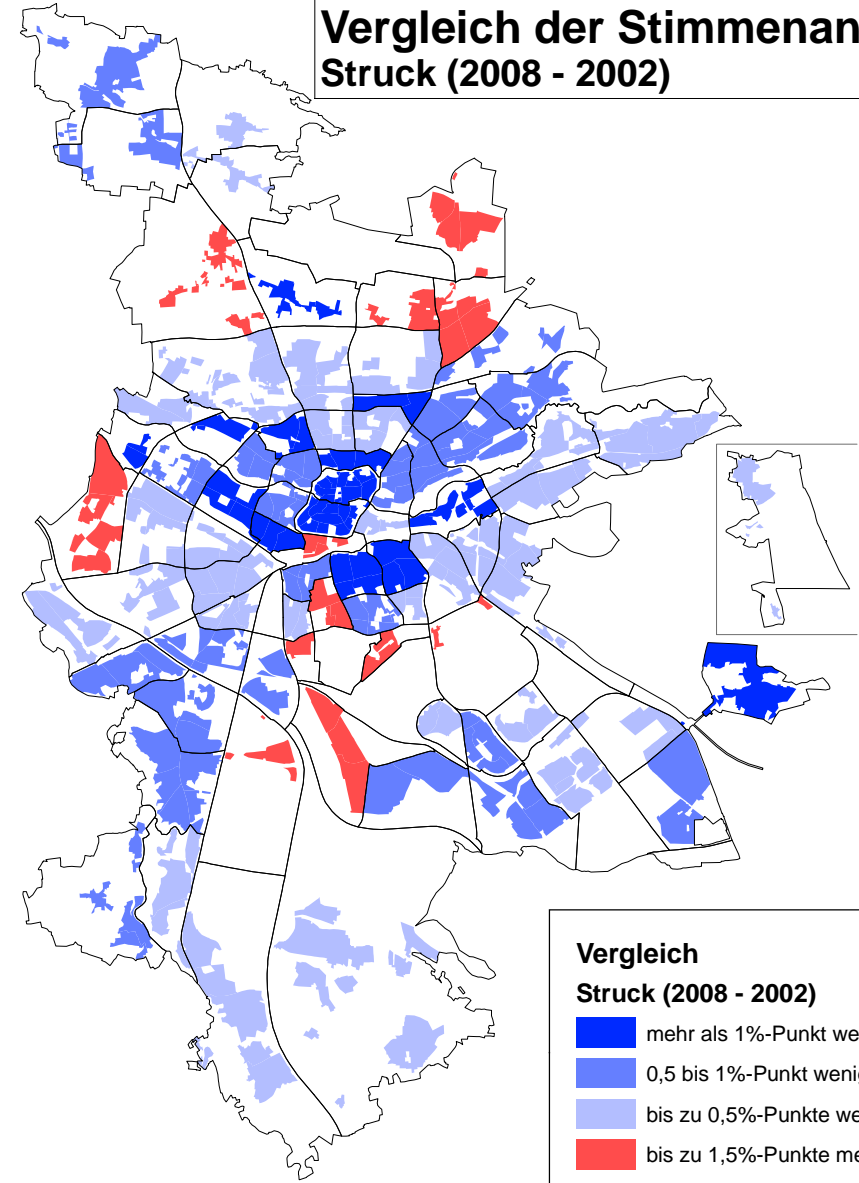 Vergleich der Stimmenan
Struck (2008 - 2002)
Vergleich
Struck (2008 - 2002)
mehr als 1%-Punkt we
0,5 bis 1%-Punkt wenig
bis zu 0,5%-Punkte we
bis zu 1,5%-Punkte me